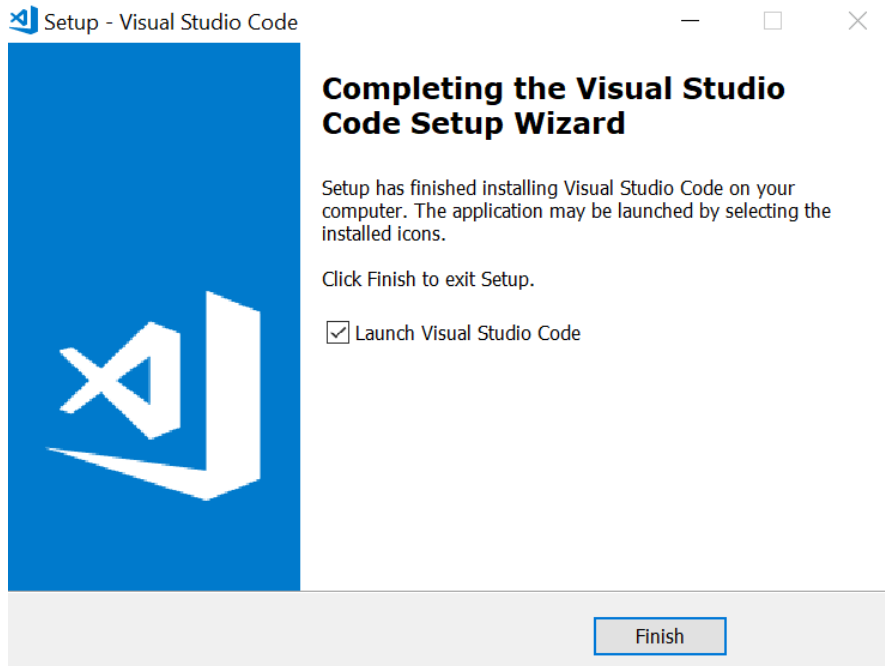 Setup - Visual Studio Code
Completing the Visual Studio
Code Setup Wizard
Setup has finished installing Visual Studio Code on your
computer. The application may be launched by selecting the
installed icons.
Click Finish to exit Setup.
Launch Visual Studio Code
Finish